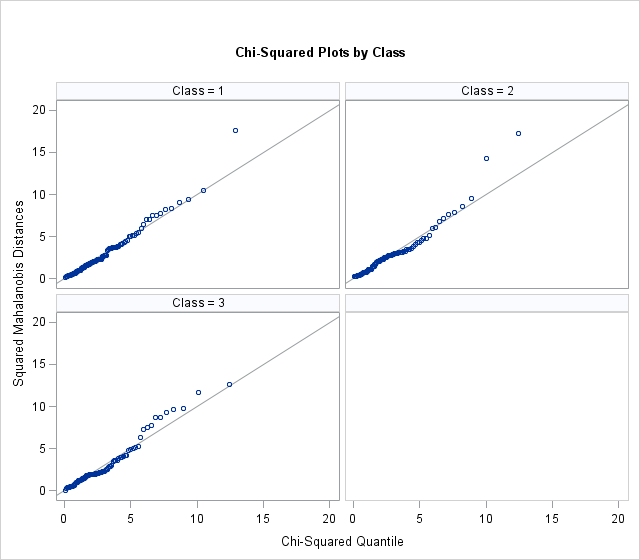 Chi-Squared Plots by Class
Class = 1
Class = 2
20
15
10
5
0
Class = 3
20
15
10
5
0
Squared Mahalanobis Distances
0 5 10 15 20
0 5 10 15 20
Chi-Squared Quantile